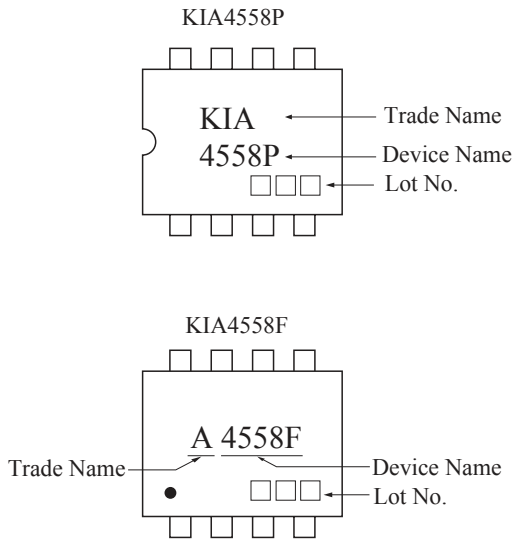 KIA4558P
KIA
Trade Name
4558P
Device Name
Lot No.
KIA4558F
A 4558F
Trade Name
Device Name
Lot No.